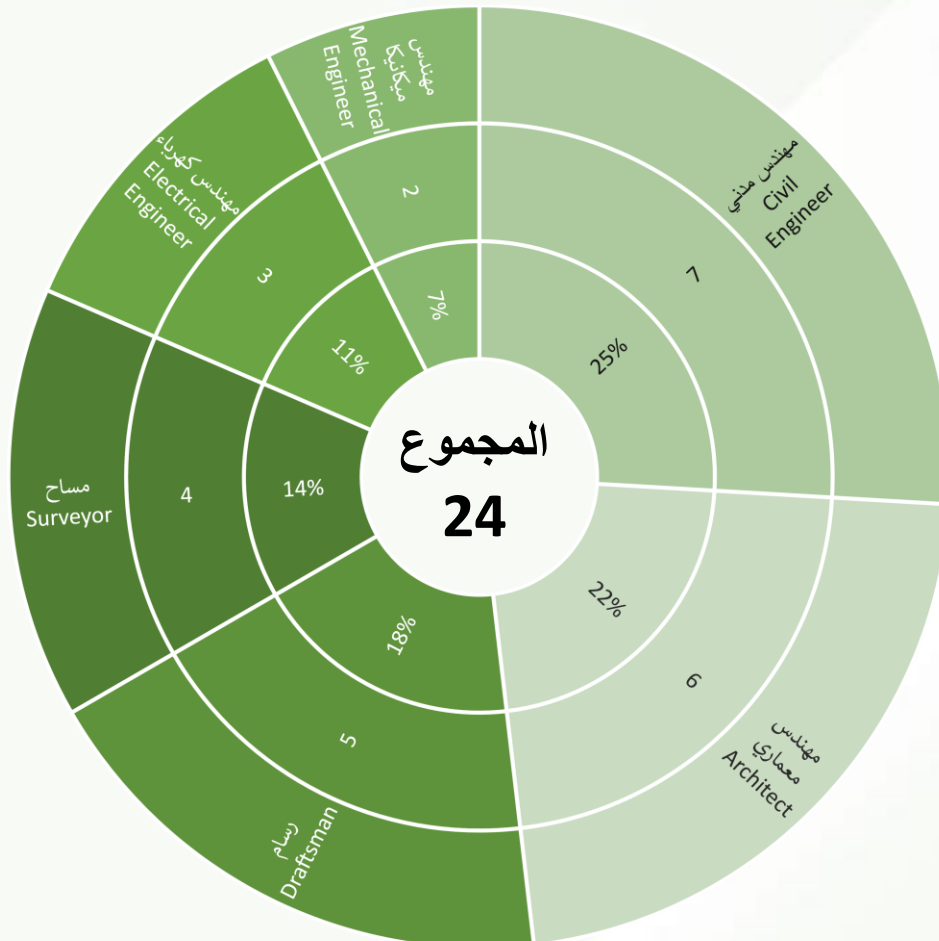 مهندس مدني
Civil
Engineer
7
25%
مهندس
معماري
Architect
6
22%
رسام
Draftsman
5
18%
مساح
Surveyor
4
14%
مهندس كهرباء
Electrical
Engineer
3
11%
مهندس
ميكانيكا
Mechanical
Engineer
2
7%
المجموع
24